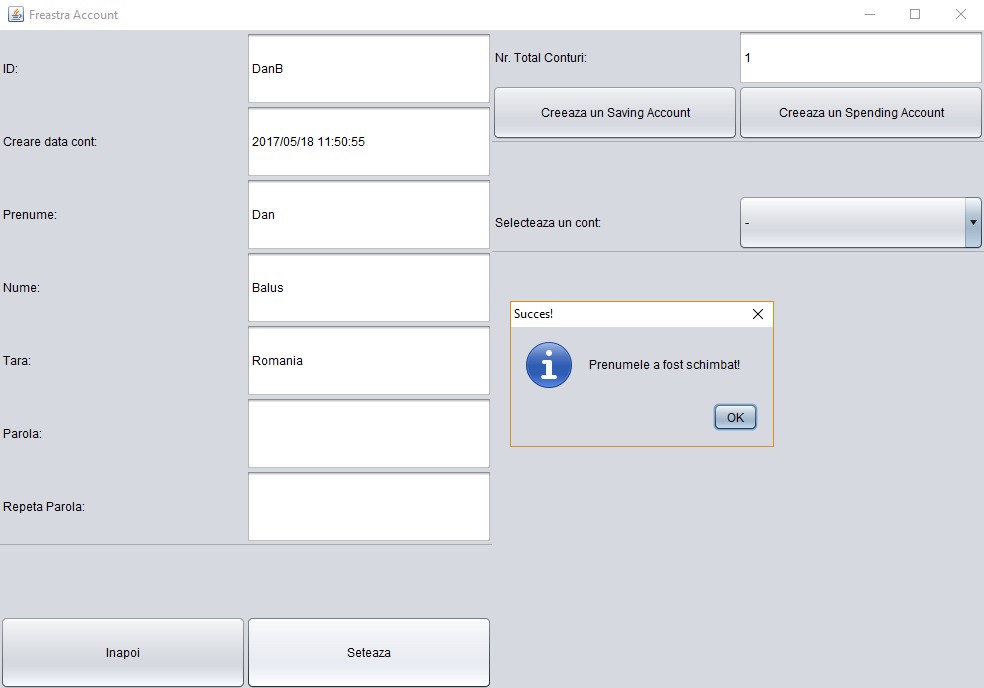 Freastra Account
ID:
DanB
Creare data cont:
2017/05/18 11:50:55
Prenume:
Dan
Nume:
Balus
Tara:
Romania
Parola:
Repeta Parola:
Inapoi
Seteaza
Nr. Total Conturi:
1
Creeaza un Saving Account
Creeaza un Spending Account
Selecteaza un cont:
-
Succes!
Prenumele a fost schimbat!
OK